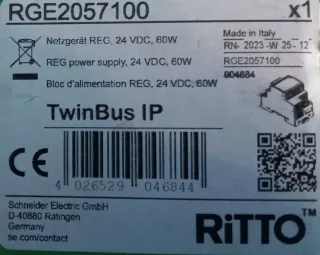 RGE2057100 x1
Netzgerät REG, 24 VDC, 60W
REG power supply, 24 VDC, 60W
Bloc d'alimentation REG, 24 VDC, 60W
Made in Italy
RN- 2023 -W 25- 12
RGE2057100
904684
TwinBus IP
CE
4 026529 046844
Schneider Electric GmbH
D-40880 Ratingen
Germany
se.com/contact
RiTTO™